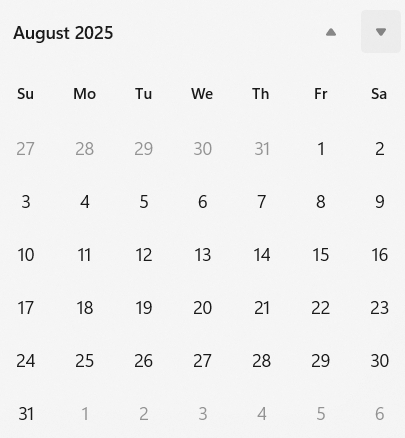 August 2025
Su Mo Tu We Th Fr Sa
27 28 29 30 31 1 2
3 4 5 6 7 8 9
10 11 12 13 14 15 16
17 18 19 20 21 22 23
24 25 26 27 28 29 30
31 1 2 3 4 5 6